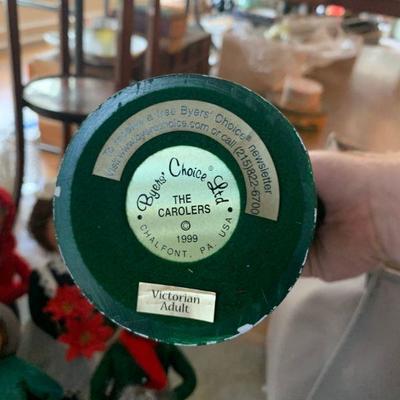 To receive a free Byers' Choice® newsletter
visit www.byerschoice.com or call (215)822-6700
Byers' Choice® Ltd
THE
CAROLERS
©
1999
CHALFONT, PA. USA
Victorian
Adult